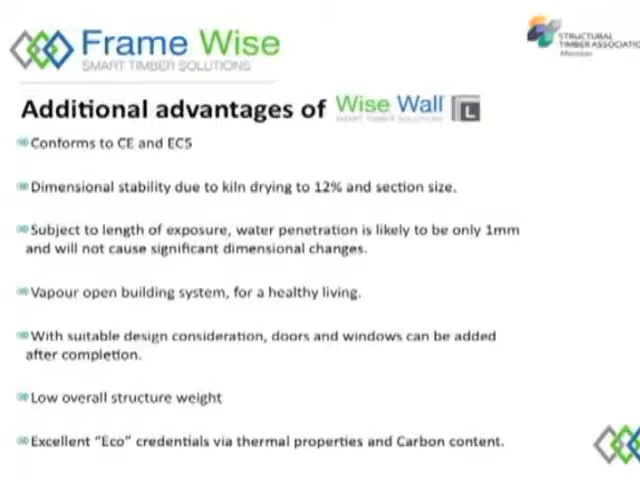 Frame Wise
SMART TIMBER SOLUTIONS
STRUCTURAL
TIMBER ASSOCIATIO
Member
Additional advantages of Wise Wall L
SMART TIMBER SOLUTIONS
Conforms to CE and EC5
Dimensional stability due to kiln drying to 12% and section size.
Subject to length of exposure, water penetration is likely to be only 1mm
and will not cause significant dimensional changes.
Vapour open building system, for a healthy living.
With suitable design consideration, doors and windows can be added
after completion.
Low overall structure weight
Excellent “Eco” credentials via thermal properties and Carbon content.